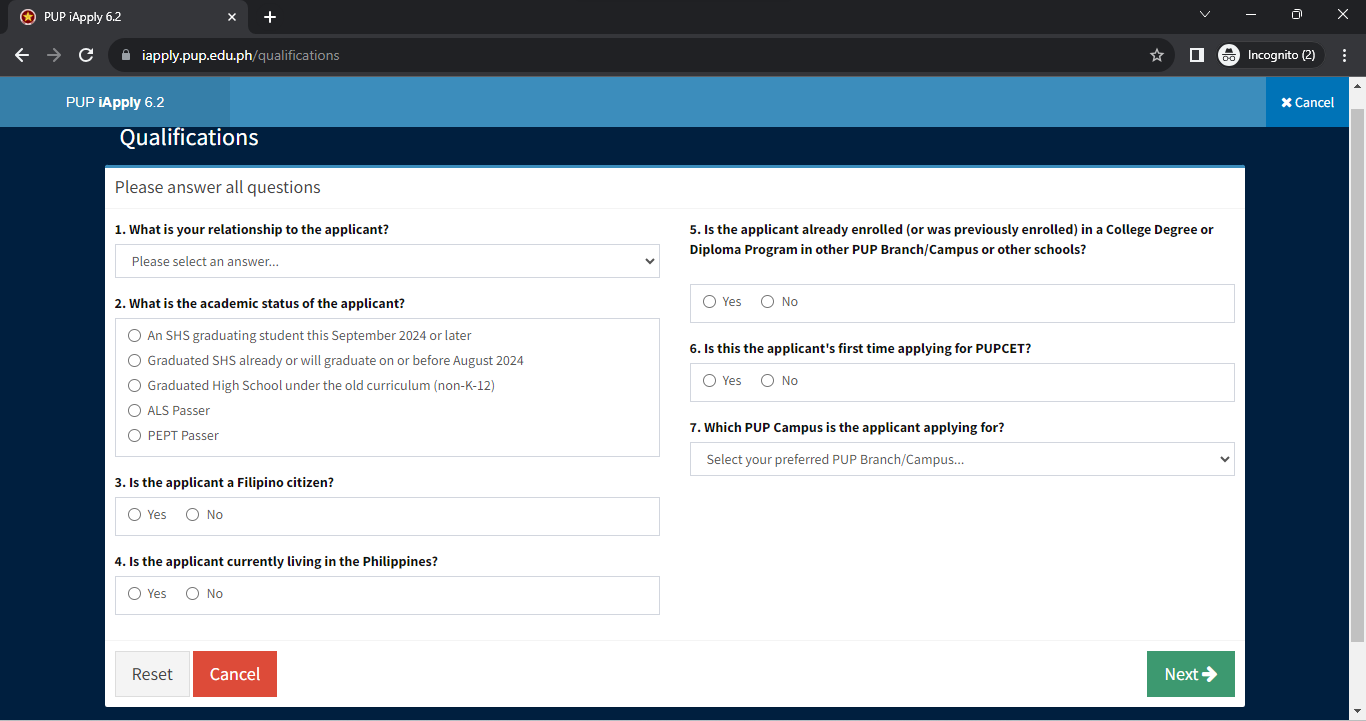 PUP iApply 6.2
iapply.pup.edu.ph/qualifications
Incognito (2)
PUP iApply 6.2
Cancel
Qualifications
Please answer all questions
1. What is your relationship to the applicant?
Please select an answer...
2. What is the academic status of the applicant?
An SHS graduating student this September 2024 or later
Graduated SHS already or will graduate on or before August 2024
Graduated High School under the old curriculum (non-K-12)
ALS Passer
PEPT Passer
3. Is the applicant a Filipino citizen?
Yes No
4. Is the applicant currently living in the Philippines?
Yes No
5. Is the applicant already enrolled (or was previously enrolled) in a College Degree or
Diploma Program in other PUP Branch/Campus or other schools?
Yes No
6. Is this the applicant's first time applying for PUPCET?
Yes No
7. Which PUP Campus is the applicant applying for?
Select your preferred PUP Branch/Campus...
Reset Cancel
Next